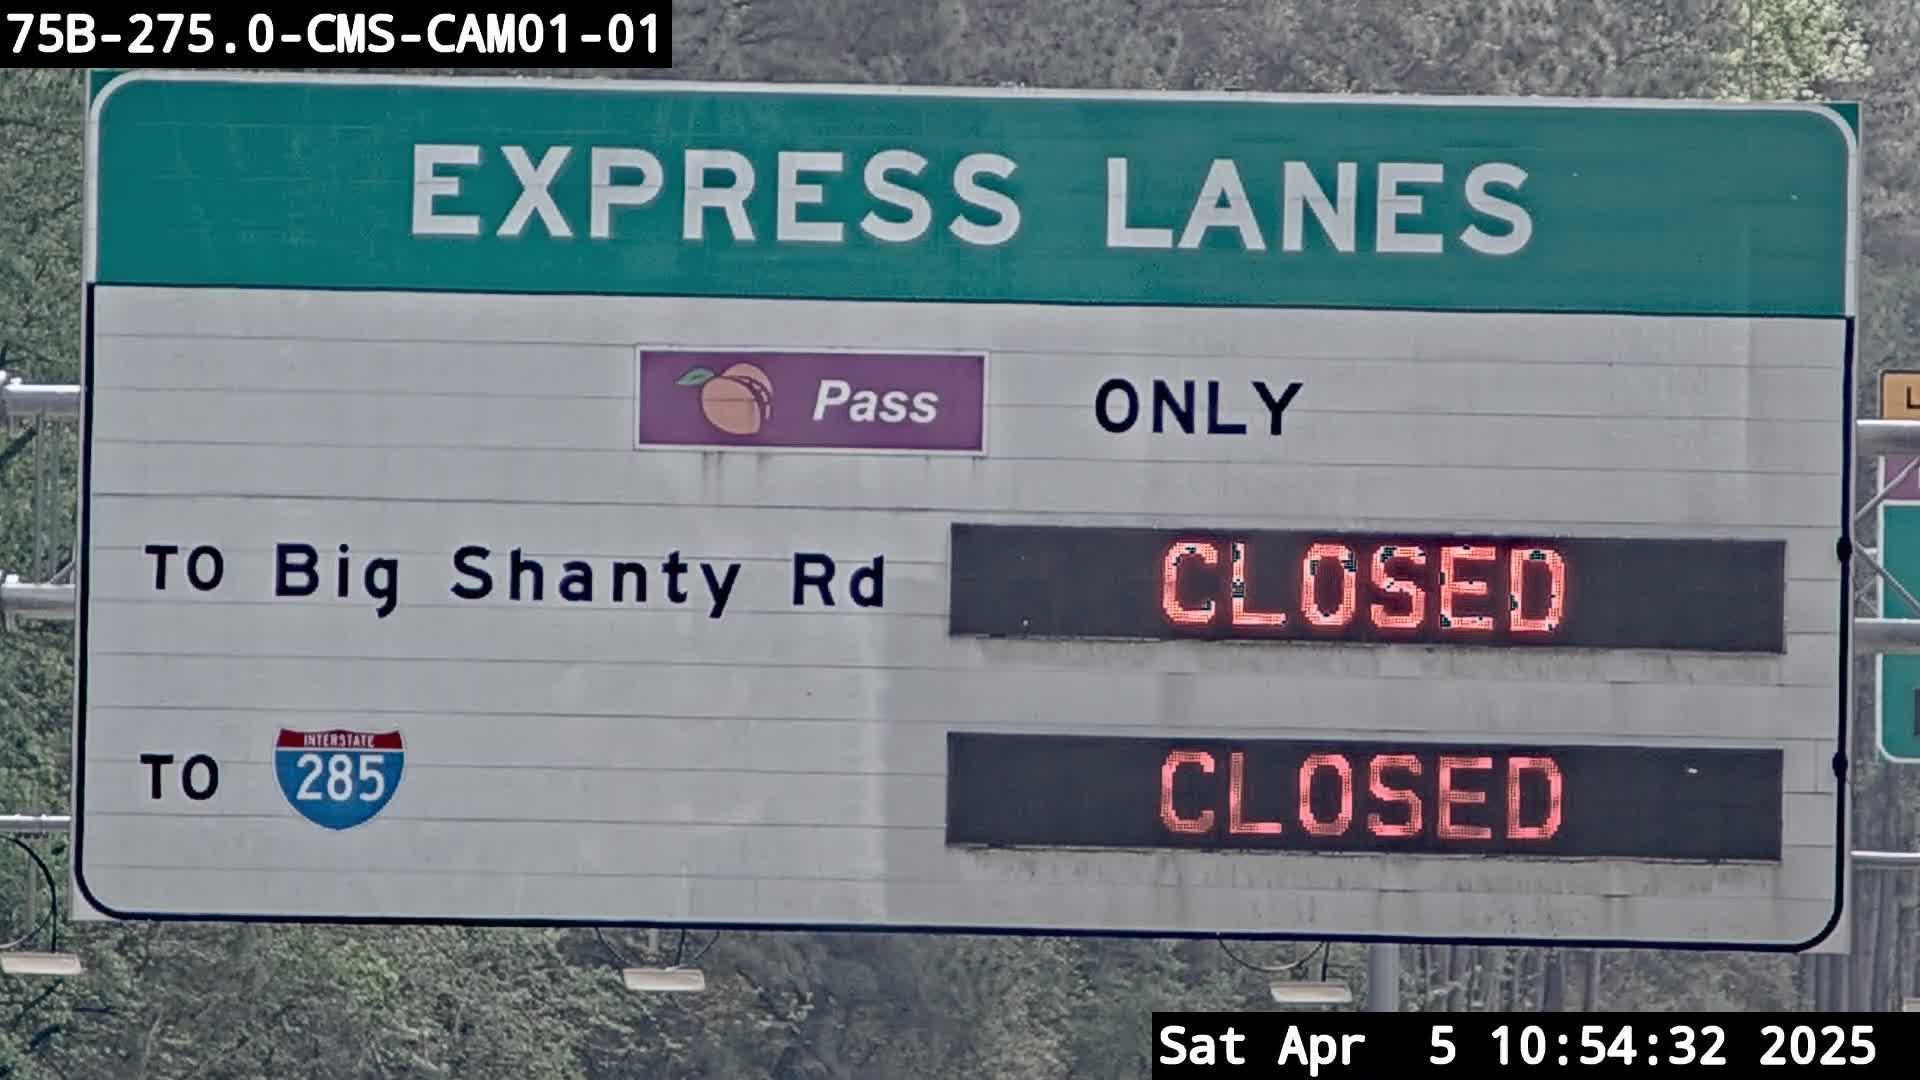 75B-275.0-CMS-CAM01-01
EXPRESS LANES
Pass ONLY
TO Big Shanty Rd CLOSED
TO INTERSTATE 285 CLOSED
Sat Apr 5 10:54:32 2025